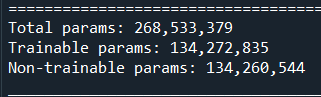 ====================================
Total params: 268,533,379
Trainable params: 134,272,835
Non-trainable params: 134,260,544